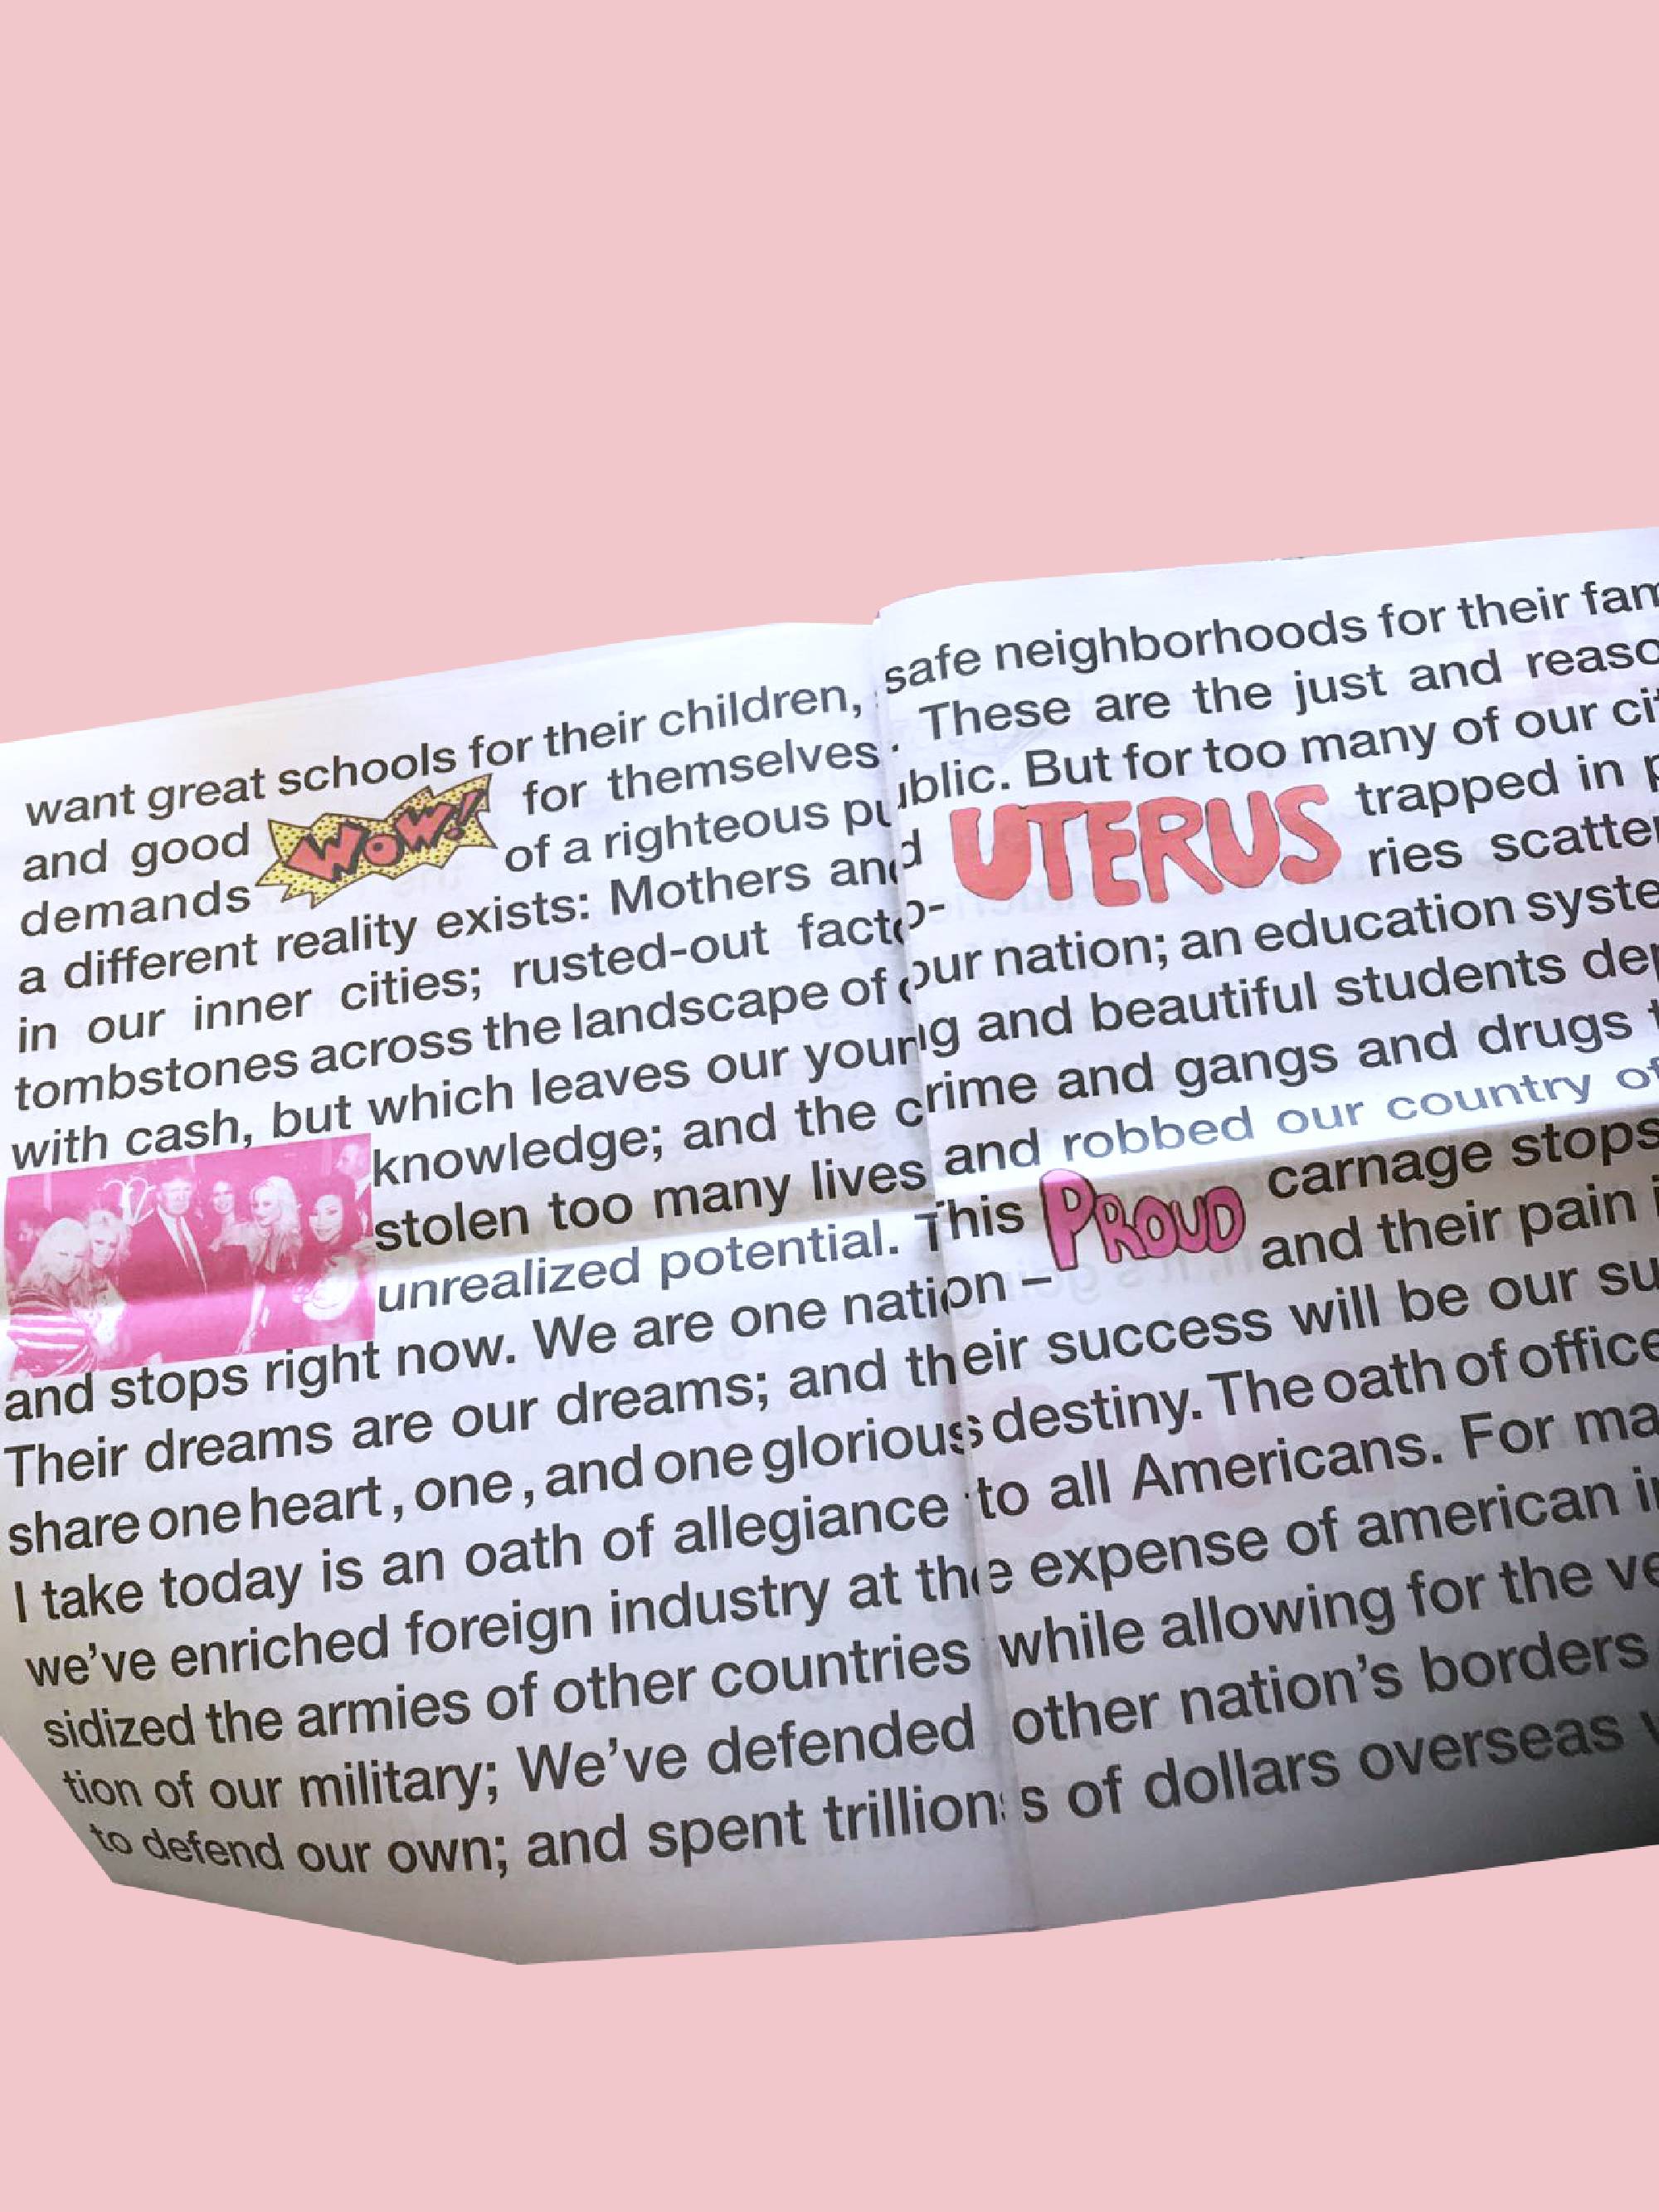 want great schools for their children, safe neighborhoods for their fam
and good WOW! for themselves. These are the just and reaso
demands of a righteous public. But for too many of our cit
a different reality exists: Mothers and UTERUS trapped in p
in our inner cities; rusted-out facto- ries scatter
tombstones across the landscape of our nation; an education syste
with cash, but which leaves our young and beautiful students dep
knowledge; and the crime and gangs and drugs t
stolen too many lives and robbed our country of
unrealized potential. This PROUD carnage stops
and stops right now. We are one nation – and their pain i
Their dreams are our dreams; and their success will be our su
share one heart, one, and one glorious destiny. The oath of office
I take today is an oath of allegiance to all Americans. For ma
we've enriched foreign industry at the expense of american in
sidized the armies of other countries while allowing for the ve
tion of our military; We've defended other nation's borders
to defend our own; and spent trillions of dollars overseas